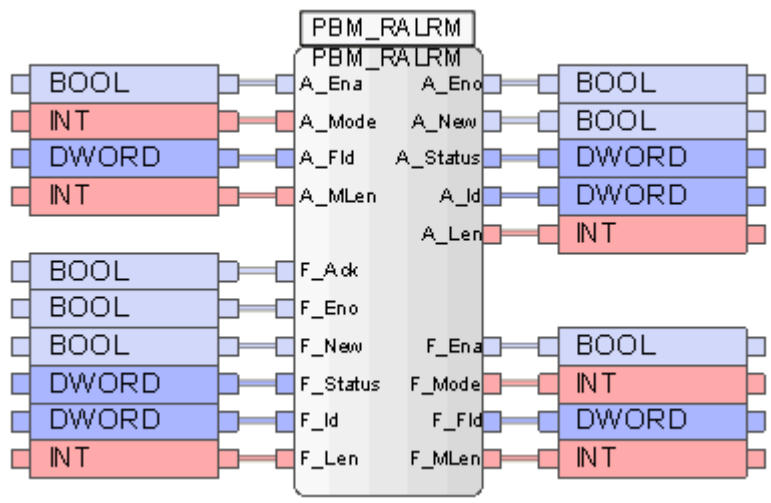 PBM_RALRM
PBM_RALRM
BOOL A_Ena A_Eno BOOL
INT A_Mode A_New BOOL
DWORD A_FId A_Status DWORD
INT A_MLen A_Id DWORD
A_Len INT
BOOL F_Ack
BOOL F_Eno
BOOL F_New F_Ena BOOL
DWORD F_Status F_Mode INT
DWORD F_Id F_FId DWORD
INT F_Len F_MLen INT